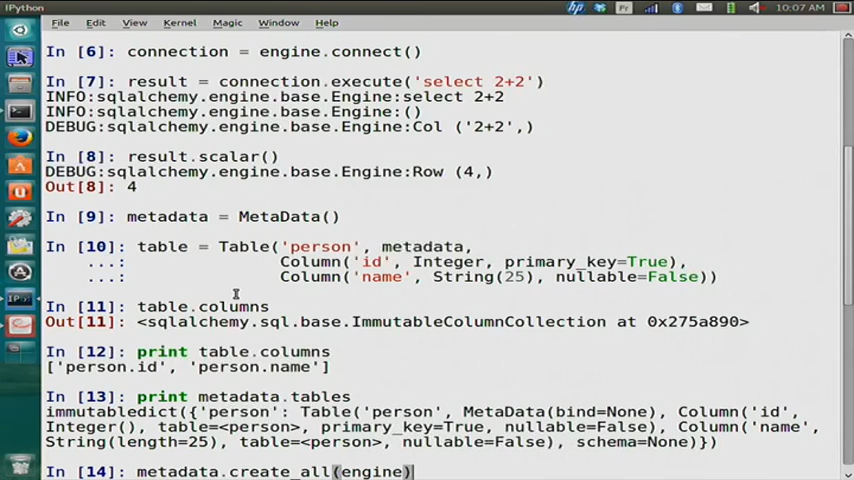 IPython
Fr
10:07 AM
File Edit View Kernel Magic Window Help
In [6]: connection = engine.connect()
In [7]: result = connection.execute('select 2+2')
INFO:sqlalchemy.engine.base.Engine:select 2+2
INFO:sqlalchemy.engine.base.Engine:()
DEBUG:sqlalchemy.engine.base.Engine:Col ('2+2',)
In [8]: result.scalar()
DEBUG:sqlalchemy.engine.base.Engine:Row (4,)
Out[8]: 4
In [9]: metadata = MetaData()
In [10]: table = Table('person', metadata,
...: Column('id', Integer, primary_key=True),
...: Column('name', String(25), nullable=False))
In [11]: table.columns
Out[11]: <sqlalchemy.sql.base.ImmutableColumnCollection at 0x275a890>
In [12]: print table.columns
['person.id', 'person.name']
In [13]: print metadata.tables
immutabledict({'person': Table('person', MetaData(bind=None), Column('id',
Integer(), table=<person>, primary_key=True, nullable=False), Column('name',
String(length=25), table=<person>, nullable=False), schema=None)})
In [14]: metadata.create_all(engine)